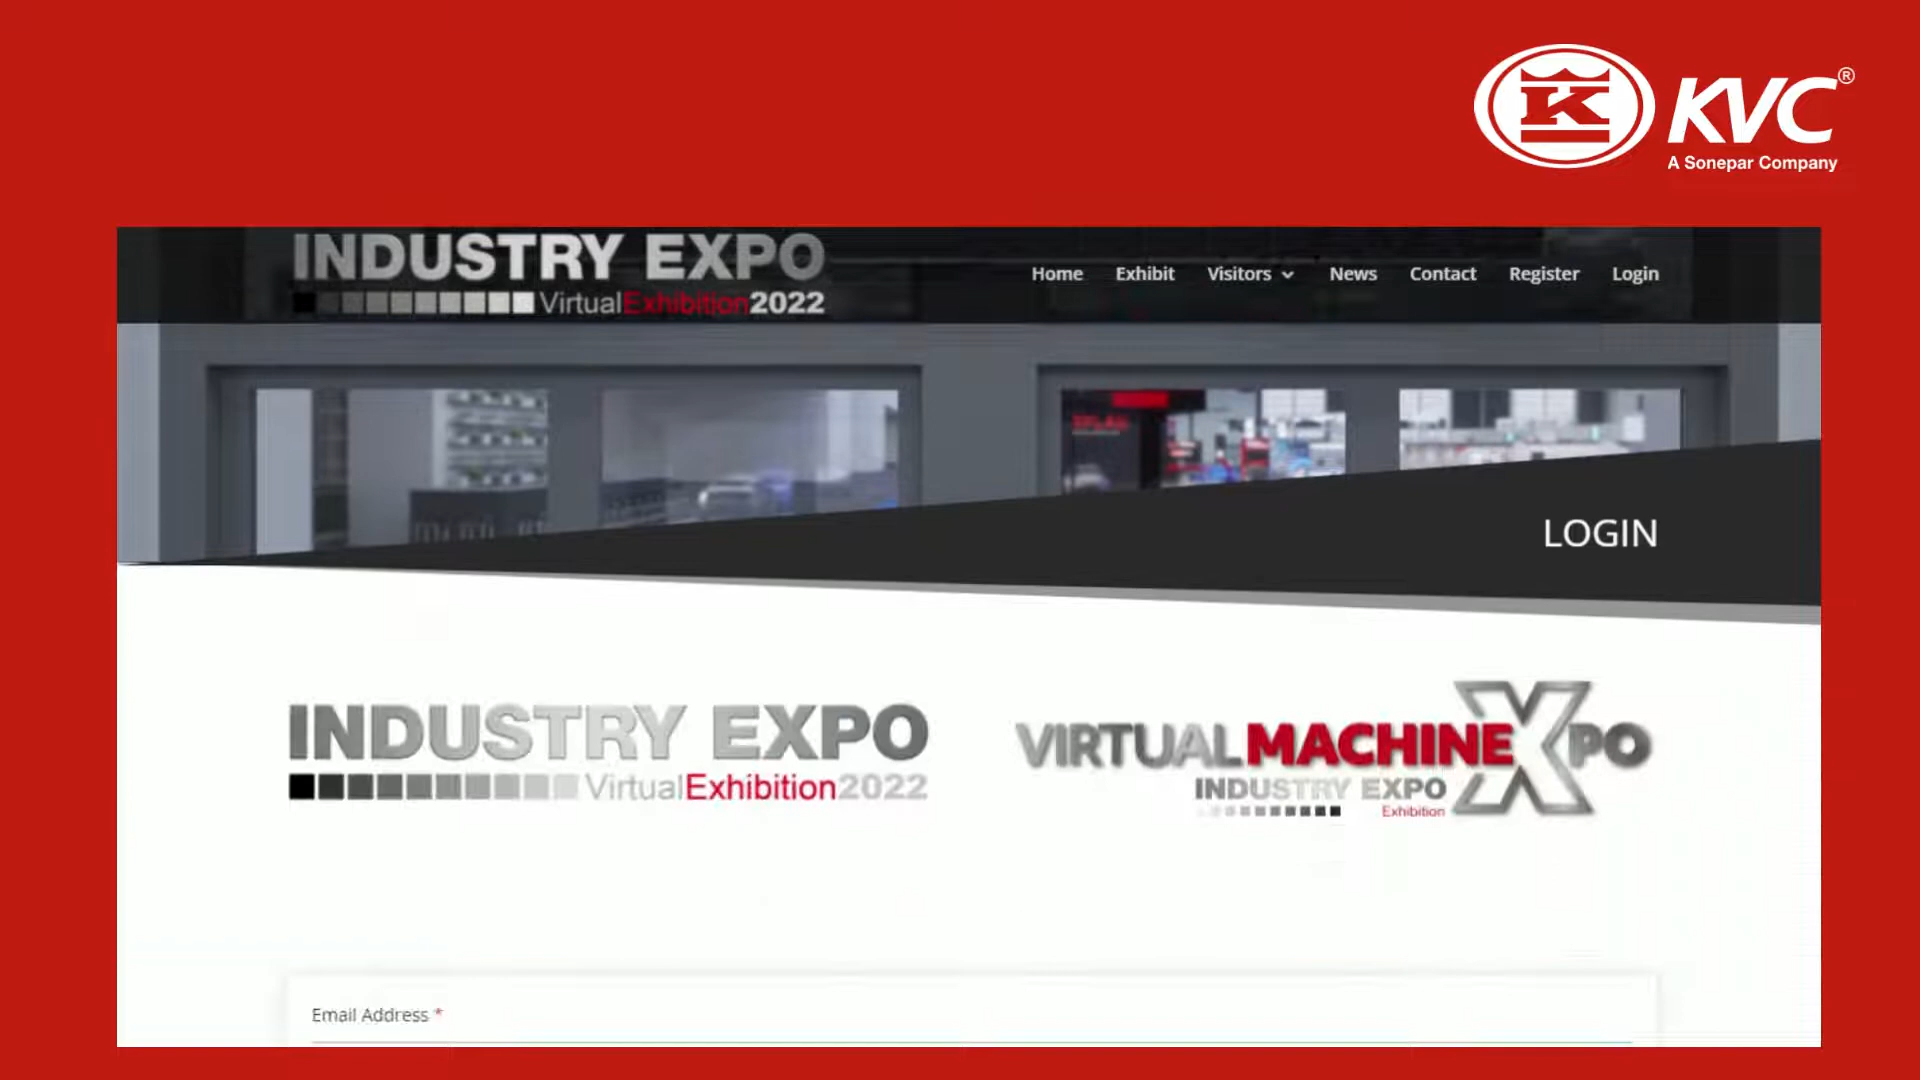 K KVC®
A Sonepar Company
INDUSTRY EXPO
VirtualExhibition2022
Home Exhibit Visitors News Contact Register Login
EPLAN
LOGIN
INDUSTRY EXPO
VirtualExhibition2022
VIRTUALMACHINEXPO
INDUSTRY EXPO
Exhibition
Email Address *